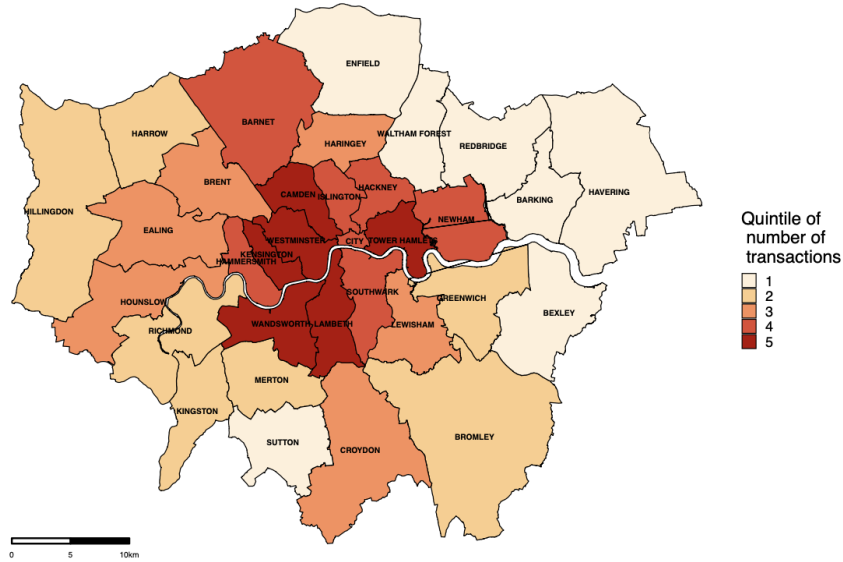 ENFIELD
BARNET
HARROW
HARINGEY
WALTHAM FOREST
REDBRIDGE
BRENT
CAMDEN
ISLINGTON
HACKNEY
BARKING
HAVERING
HILLINGDON
NEWHAM
EALING
WESTMINSTER
CITY
TOWER HAMLETS
KENSINGTON
HAMMERSMITH
HOUNSLOW
SOUTHWARK
GREENWICH
BEXLEY
RICHMOND
WANDSWORTH
LAMBETH
LEWISHAM
MERTON
KINGSTON
SUTTON
CROYDON
BROMLEY
Quintile of
number of
transactions
1
2
3
4
5
0 5 10km